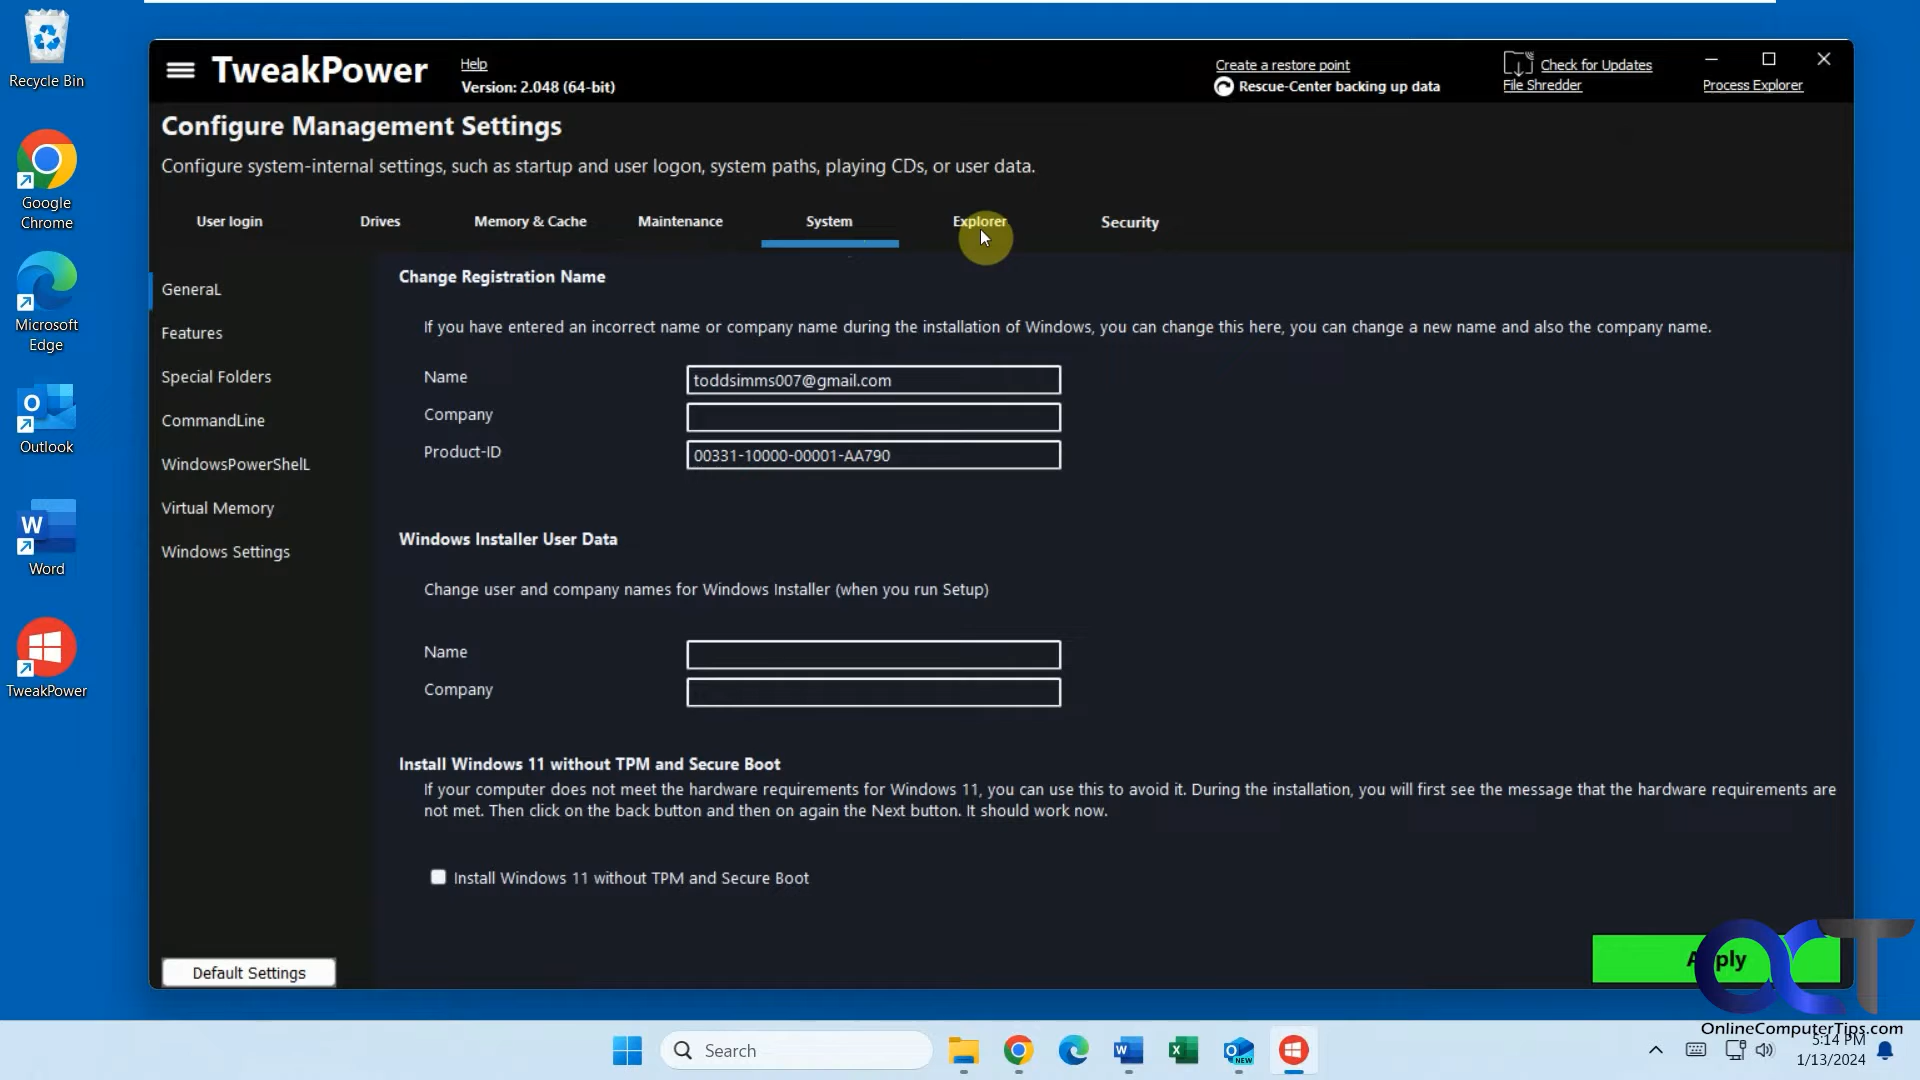 Recycle Bin
Google
Chrome
Microsoft
Edge
Outlook
Word
TweakPower
TweakPower
Help
Version: 2.048 (64-bit)
Create a restore point
Rescue-Center backing up data
Check for Updates
File Shredder
Process Explorer
Configure Management Settings
Configure system-internal settings, such as startup and user logon, system paths, playing CDs, or user data.
User login
Drives
Memory & Cache
Maintenance
System
Explorer
Security
GeneraL
Features
Special Folders
CommandLine
WindowsPowerShelL
Virtual Memory
Windows Settings
Default Settings
Change Registration Name
If you have entered an incorrect name or company name during the installation of Windows, you can change this here, you can change a new name and also the company name.
Name
toddsimms007@gmail.com
Company
Product-ID
00331-10000-00001-AA790
Windows Installer User Data
Change user and company names for Windows Installer (when you run Setup)
Name
Company
Install Windows 11 without TPM and Secure Boot
If your computer does not meet the hardware requirements for Windows 11, you can use this to avoid it. During the installation, you will first see the message that the hardware requirements are
not met. Then click on the back button and then on again the Next button. It should work now.
Install Windows 11 without TPM and Secure Boot
Apply
OCT
OnlineComputerTips.com
Search
NEW
5:14 PM
1/13/2024